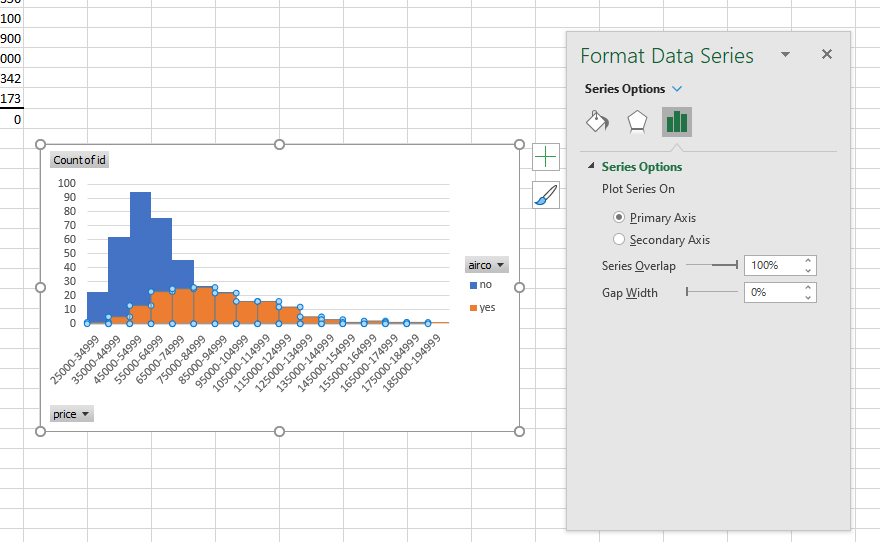 100
900
000
342
173
0
Format Data Series
Series Options
Series Options
Plot Series On
Primary Axis
Secondary Axis
Series Overlap 100%
Gap Width 0%
Count of id
100
90
80
70
60
50
40
30
20
10
0
25000-34999
35000-44999
45000-54999
55000-64999
65000-74999
75000-84999
85000-94999
95000-104999
105000-114999
115000-124999
125000-134999
135000-144999
145000-154999
155000-164999
165000-174999
175000-184999
185000-194999
airco
no
yes
price